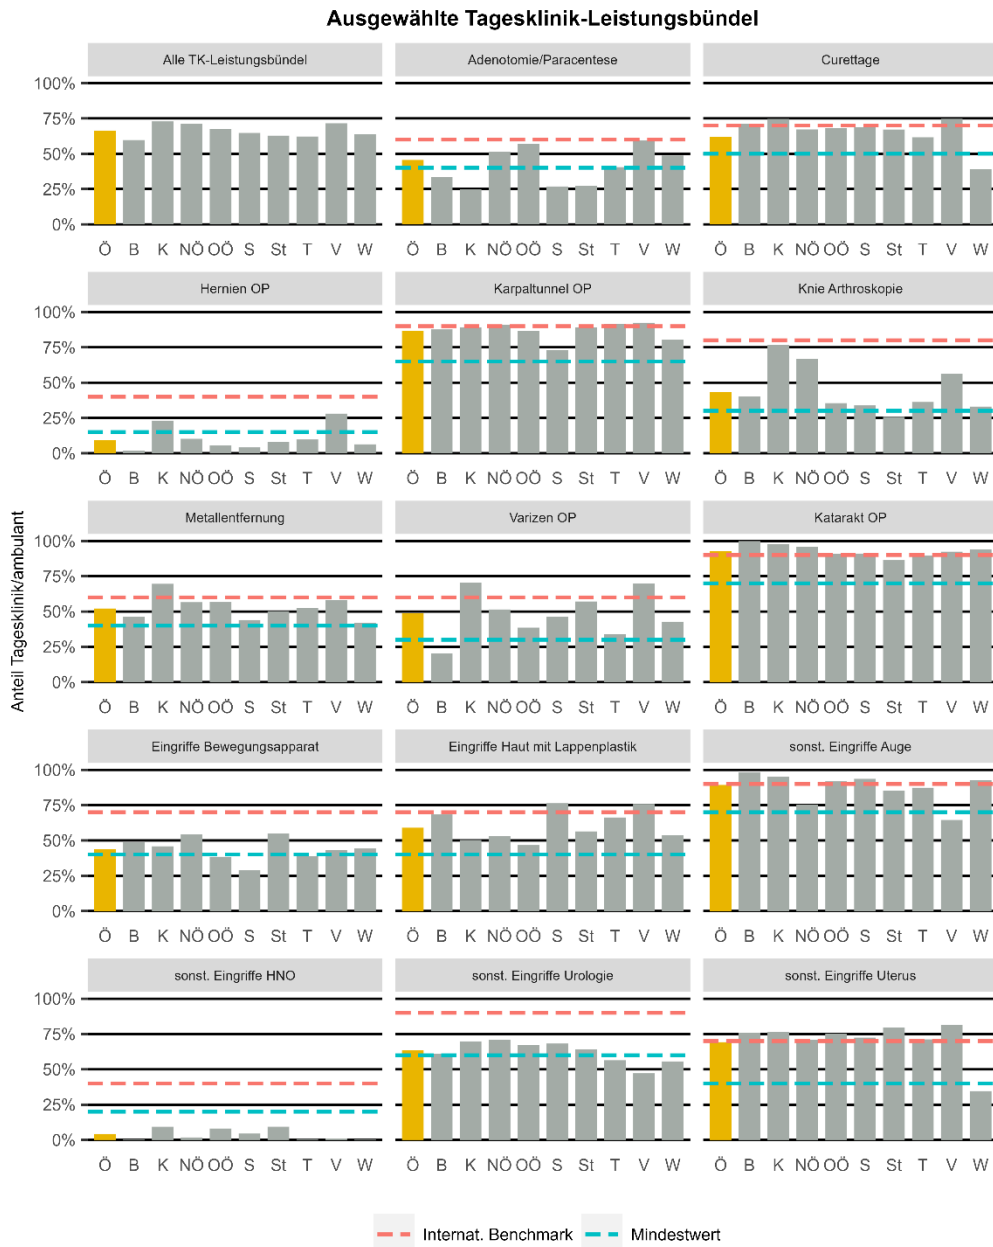 Ausgewählte Tagesklinik-Leistungsbündel
Anteil Tagesklinik/ambulant
Alle TK-Leistungsbündel Adenotomie/Paracentese Curettage
100%
75%
50%
25%
0%
Ö B K NÖ OÖ S St T V W Ö B K NÖ OÖ S St T V W Ö B K NÖ OÖ S St T V W
Hernien OP Karpaltunnel OP Knie Arthroskopie
100%
75%
50%
25%
0%
Ö B K NÖ OÖ S St T V W Ö B K NÖ OÖ S St T V W Ö B K NÖ OÖ S St T V W
Metallentfernung Varizen OP Katarakt OP
100%
75%
50%
25%
0%
Ö B K NÖ OÖ S St T V W Ö B K NÖ OÖ S St T V W Ö B K NÖ OÖ S St T V W
Eingriffe Bewegungsapparat Eingriffe Haut mit Lappenplastik sonst. Eingriffe Auge
100%
75%
50%
25%
0%
Ö B K NÖ OÖ S St T V W Ö B K NÖ OÖ S St T V W Ö B K NÖ OÖ S St T V W
sonst. Eingriffe HNO sonst. Eingriffe Urologie sonst. Eingriffe Uterus
100%
75%
50%
25%
0%
Ö B K NÖ OÖ S St T V W Ö B K NÖ OÖ S St T V W Ö B K NÖ OÖ S St T V W
Internat. Benchmark Mindestwert